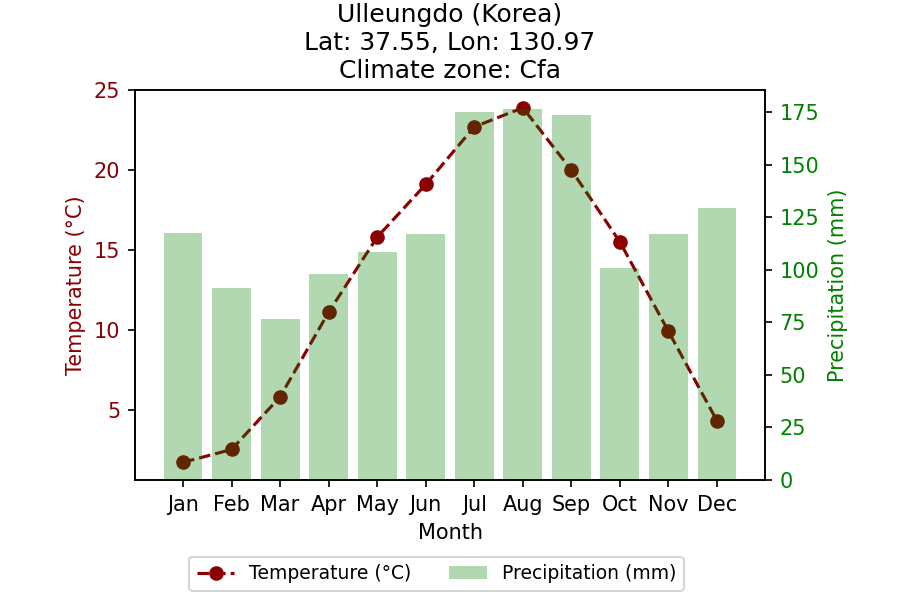 Ulleungdo (Korea)
Lat: 37.55, Lon: 130.97
Climate zone: Cfa
25
20
15
10
5
Temperature (°C)
175
150
125
100
75
50
25
0
Precipitation (mm)
Jan Feb Mar Apr May Jun Jul Aug Sep Oct Nov Dec
Month
Temperature (°C) Precipitation (mm)